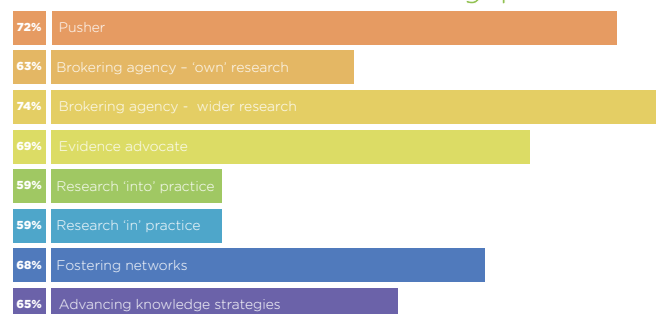 72% Pusher
63% Brokering agency – ‘own’ research
74% Brokering agency - wider research
69% Evidence advocate
59% Research ‘into’ practice
59% Research ‘in’ practice
68% Fostering networks
65% Advancing knowledge strategies